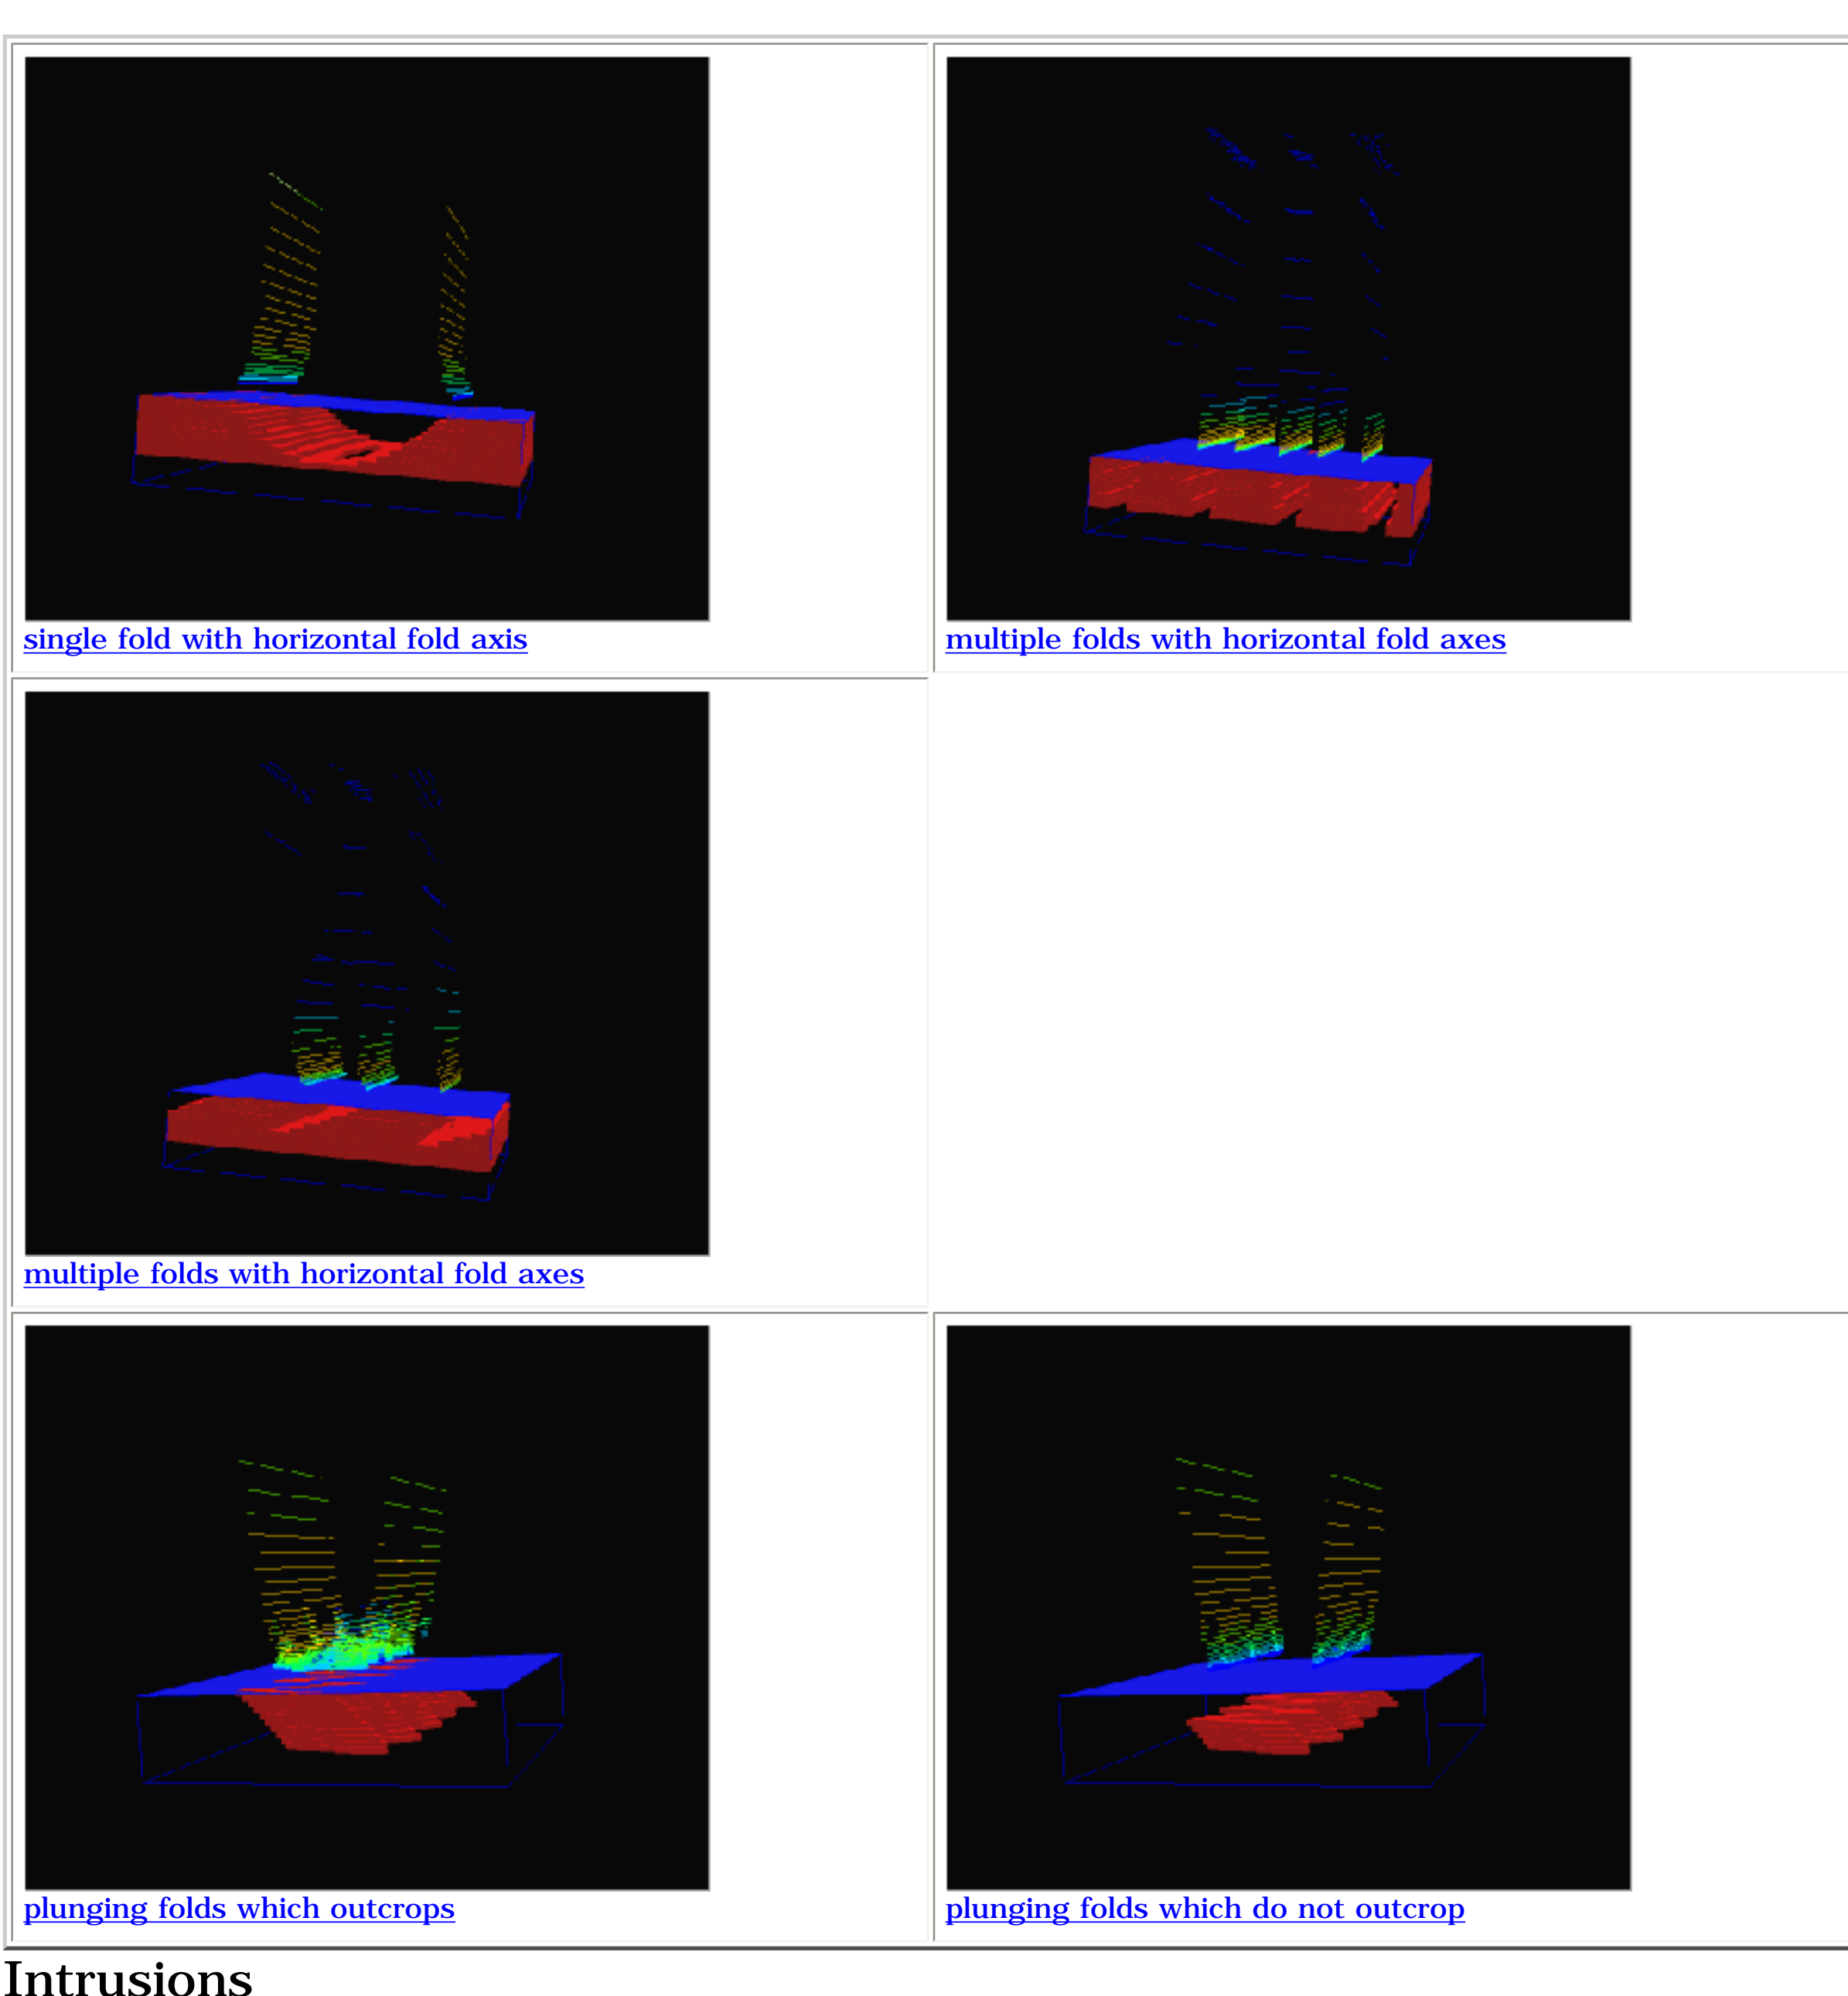 single fold with horizontal fold axis
multiple folds with horizontal fold axes
multiple folds with horizontal fold axes
plunging folds which outcrops
plunging folds which do not outcrop
Intrusions